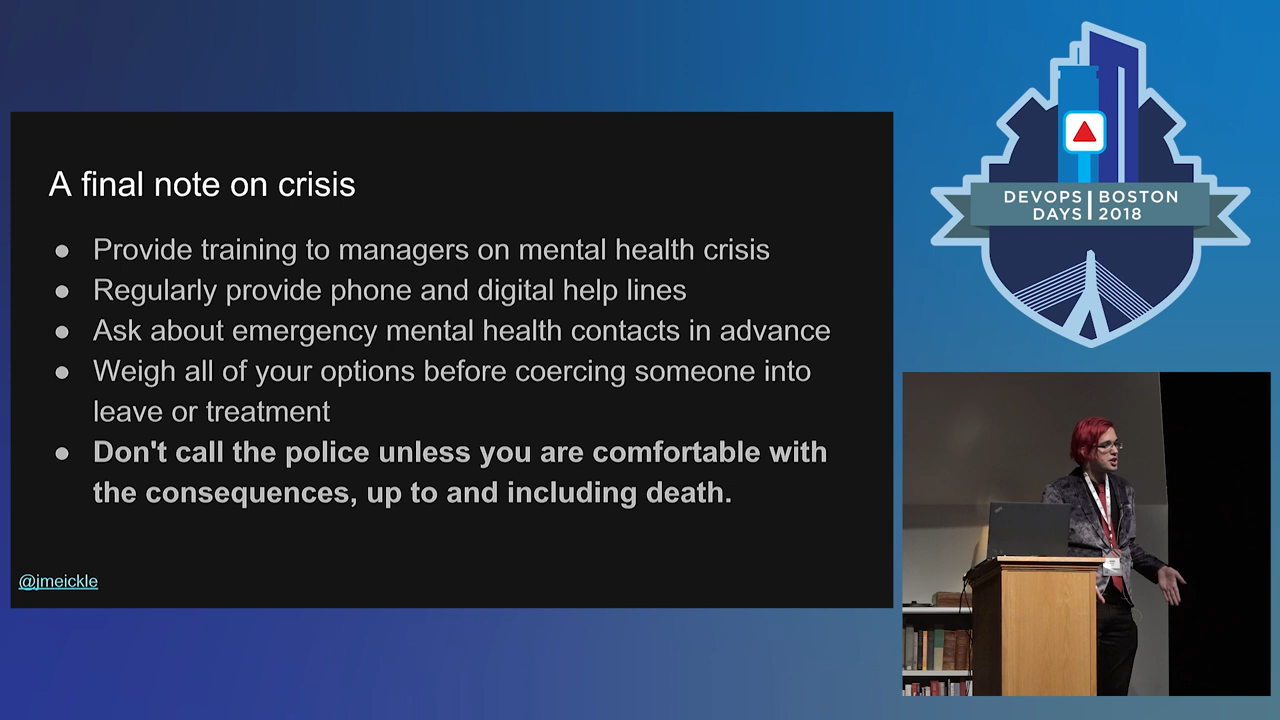 A final note on crisis
● Provide training to managers on mental health crisis
● Regularly provide phone and digital help lines
● Ask about emergency mental health contacts in advance
● Weigh all of your options before coercing someone into
leave or treatment
● Don't call the police unless you are comfortable with
the consequences, up to and including death.
@jmeickle
DEVOPS DAYS
BOSTON 2018